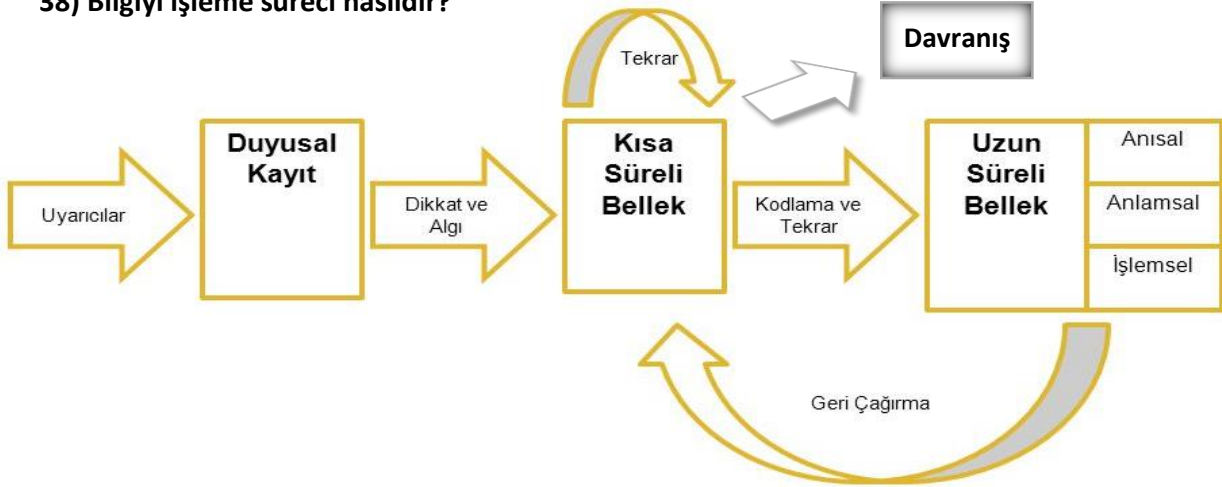 38) Bilgiyi işleme süreci nasıldır?
Tekrar
Davranış
Uyarıcılar
Duyusal
Kayıt
Dikkat ve
Algı
Kısa
Süreli
Bellek
Kodlama ve
Tekrar
Uzun
Süreli
Bellek
Anısal
Anlamsal
İşlemsel
Geri Çağırma